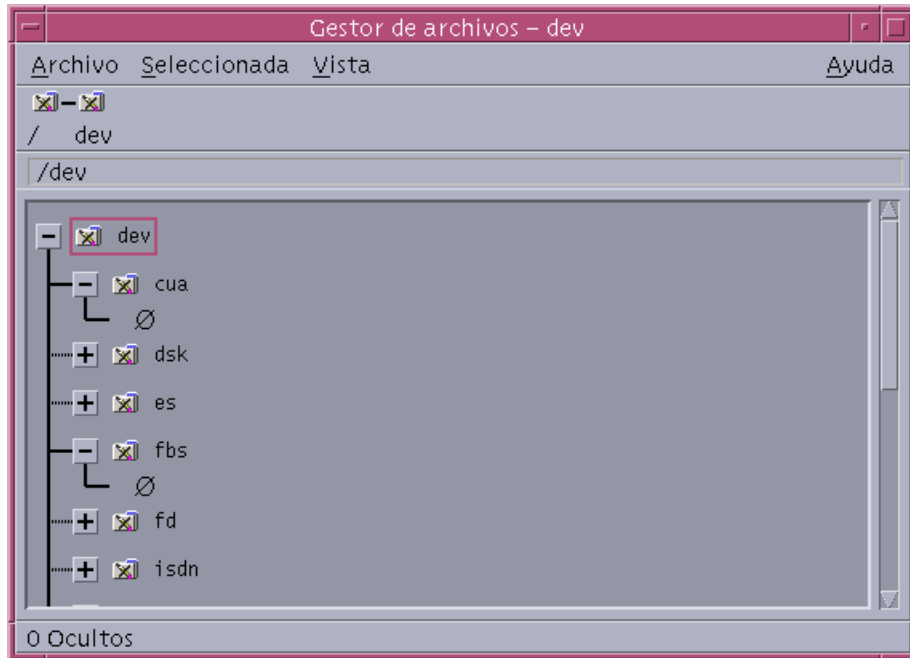 Gestor de archivos – dev
Archivo Seleccionada Vista Ayuda
/ dev
/dev
dev
cua
Ø
dsk
es
fbs
Ø
fd
isdn
0 Ocultos